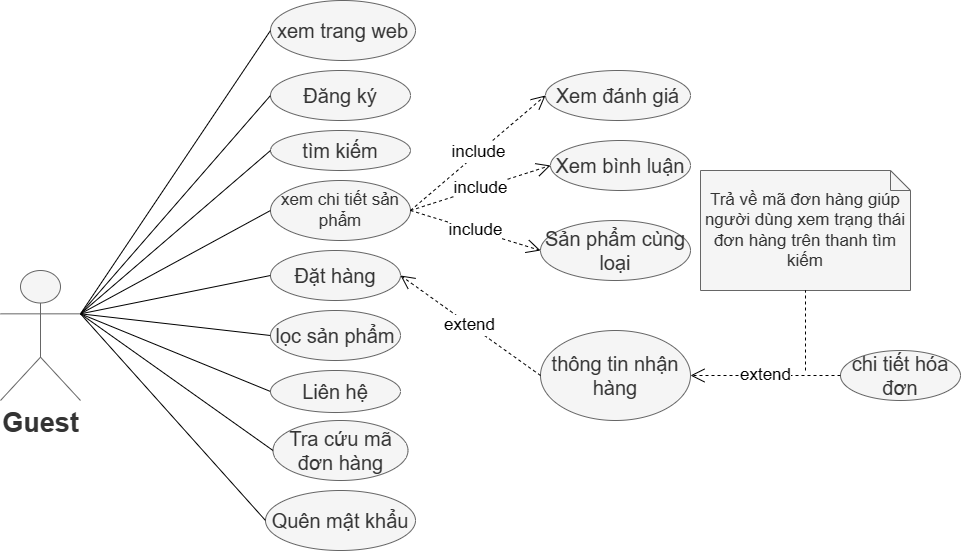 xem trang web
Đăng ký
tìm kiếm
xem chi tiết sản
phẩm
Đặt hàng
lọc sản phẩm
Liên hệ
Tra cứu mã
đơn hàng
Quên mật khẩu
Guest
include
include
include
extend
Xem đánh giá
Xem bình luận
Sản phẩm cùng
loại
thông tin nhận
hàng
extend
chi tiết hóa
đơn
Trả về mã đơn hàng giúp
người dùng xem trạng thái
đơn hàng trên thanh tìm
kiếm